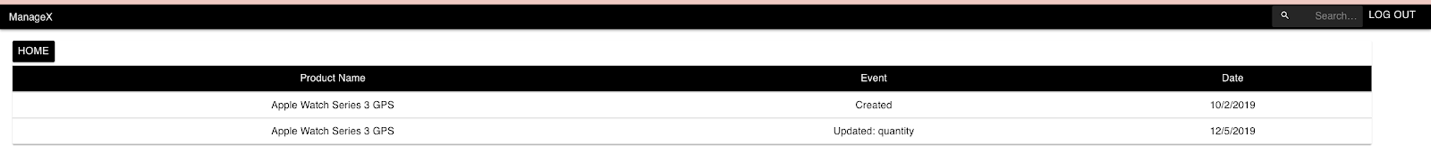 ManageX Search... LOG OUT
HOME
Product Name Event Date
Apple Watch Series 3 GPS Created 10/2/2019
Apple Watch Series 3 GPS Updated: quantity 12/5/2019